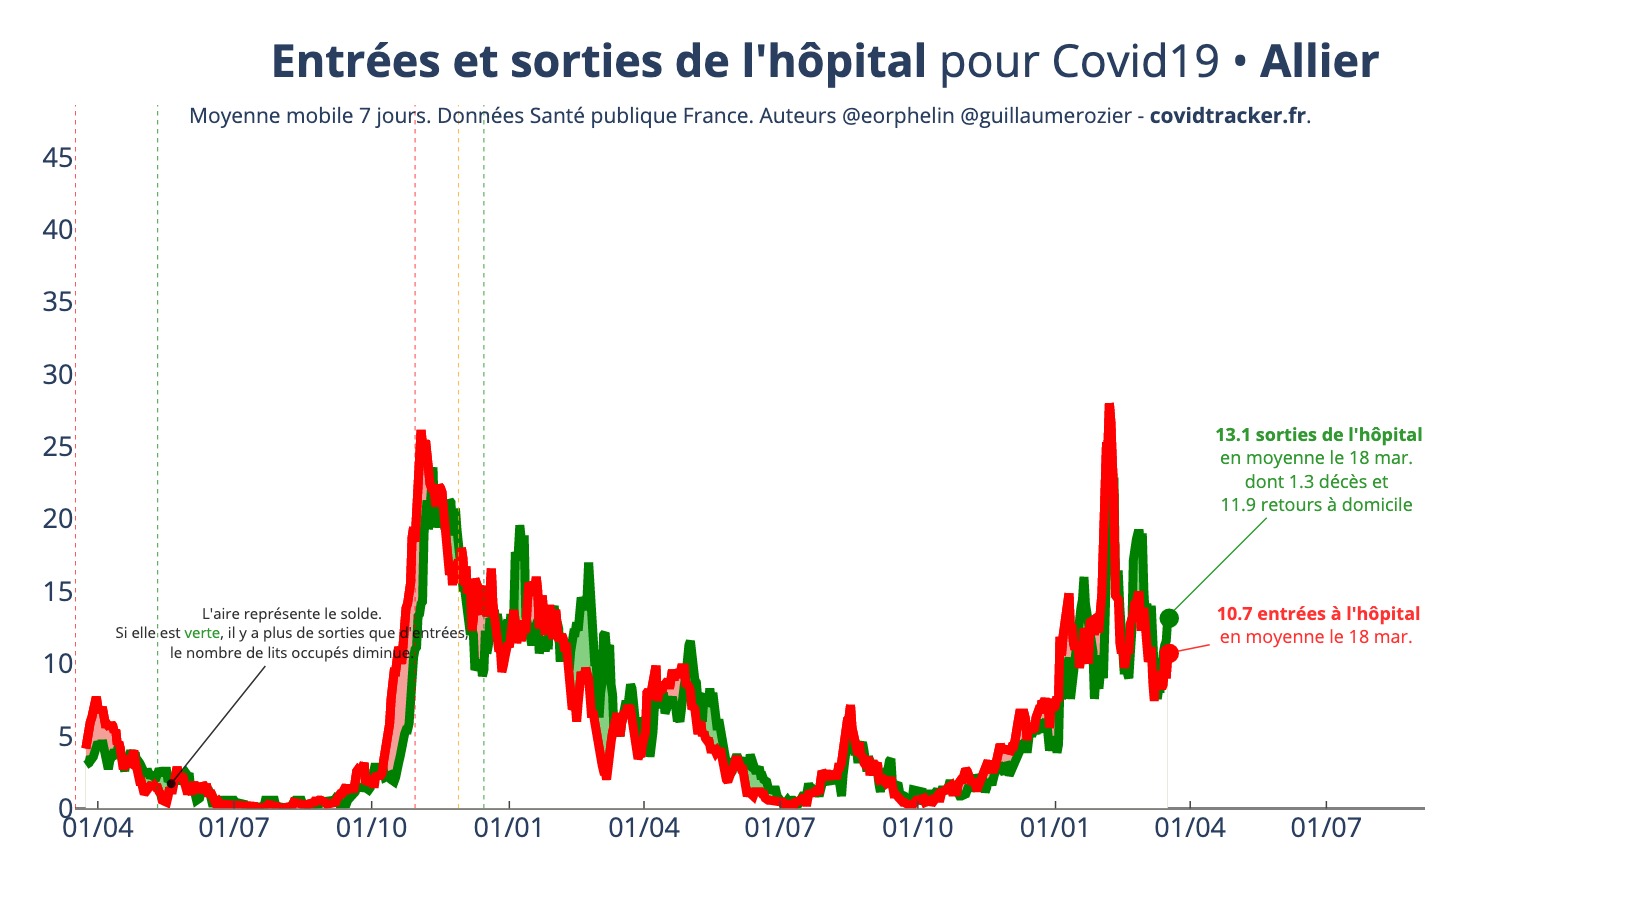 Entrées et sorties de l'hôpital pour Covid19 • Allier
Moyenne mobile 7 jours. Données Santé publique France. Auteurs @eorphelin @guillaumerozier - covidtracker.fr.
45
40
35
30
25
20
15
10
5
0
13.1 sorties de l'hôpital
en moyenne le 18 mar.
dont 1.3 décès et
11.9 retours à domicile
10.7 entrées à l'hôpital
en moyenne le 18 mar.
L'aire représente le solde.
Si elle est verte, il y a plus de sorties que d'entrées,
le nombre de lits occupés diminue.
01/04 01/07 01/10 01/01 01/04 01/07 01/10 01/01 01/04 01/07